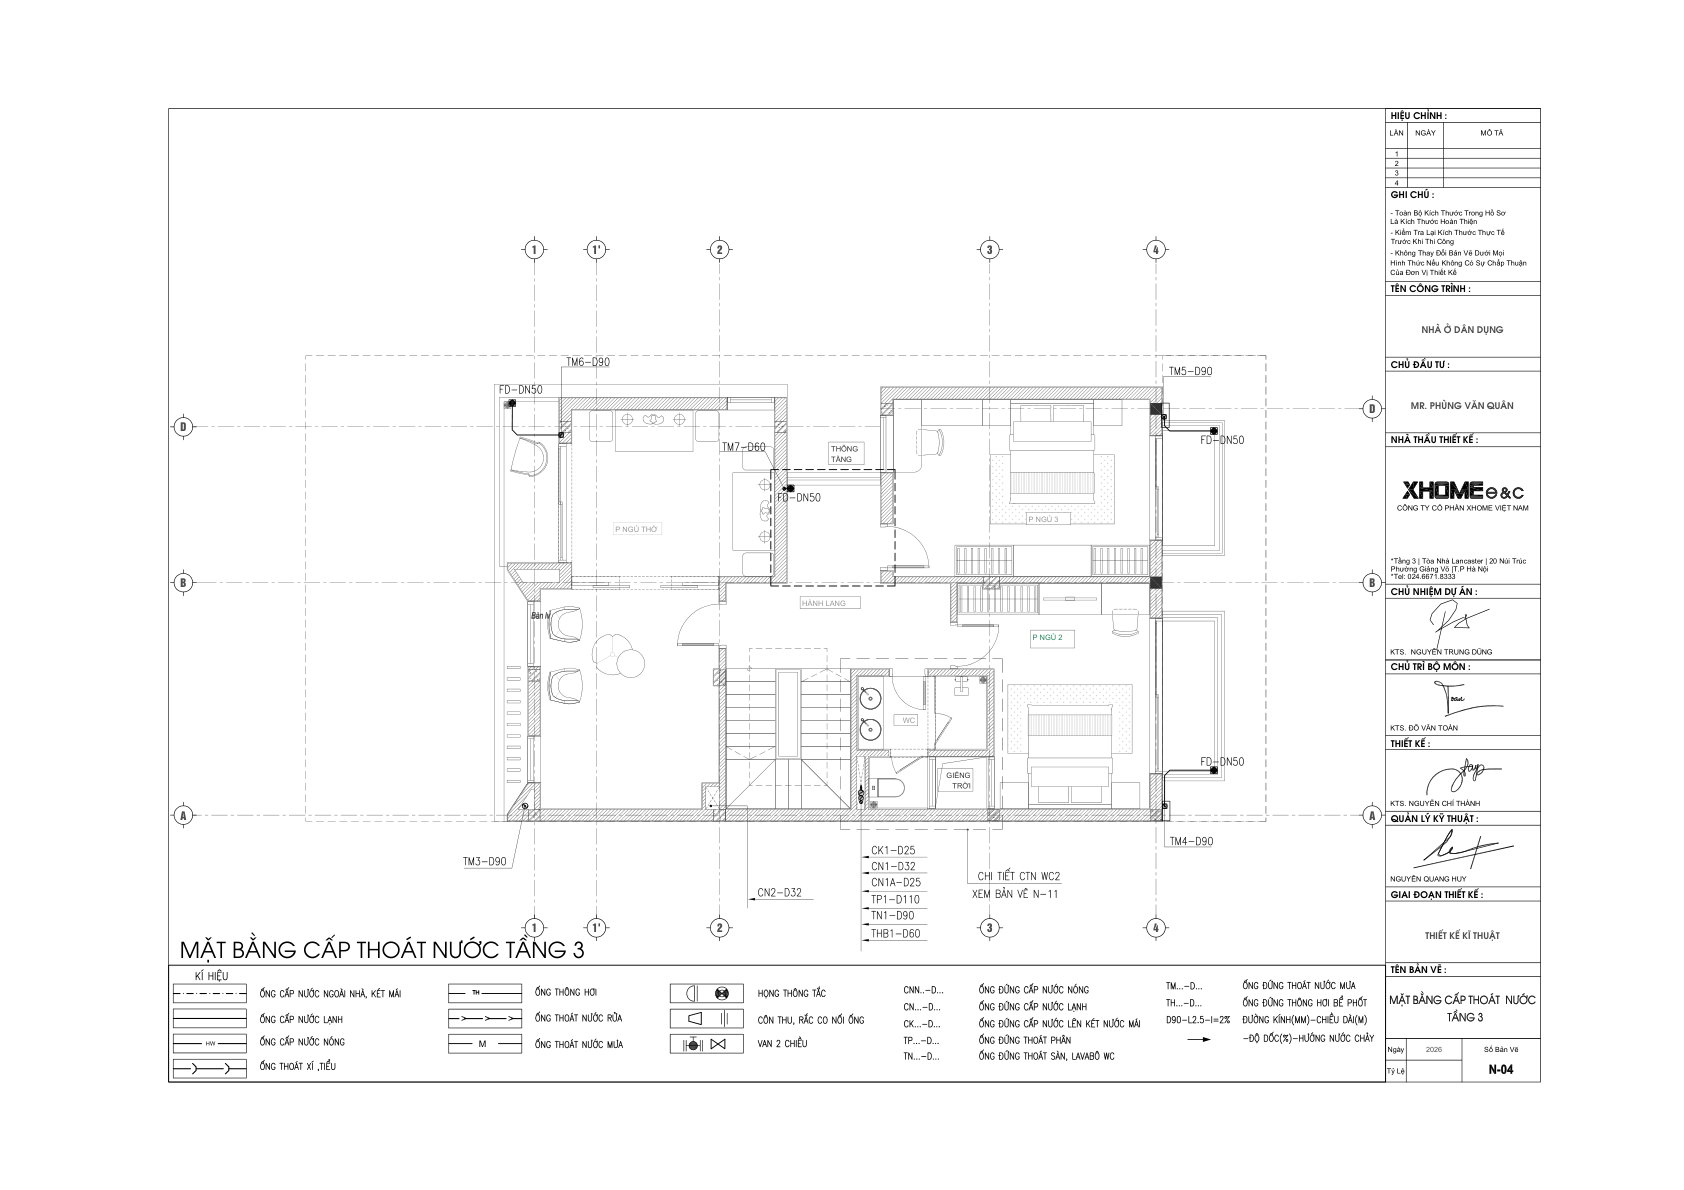 HIỆU CHỈNH :
LẦN NGÀY MÔ TẢ
1
2
3
4
GHI CHÚ :
- Toàn Bộ Kích Thước Trong Hồ Sơ
Là Kích Thước Hoàn Thiện
- Kiểm Tra Lại Kích Thước Thực Tế
Trước Khi Thi Công
- Không Thay Đổi Bản Vẽ Dưới Mọi
Hình Thức Nếu Không Có Sự Chấp Thuận
Của Đơn Vị Thiết Kế
TÊN CÔNG TRÌNH :
NHÀ Ở DÂN DỤNG
CHỦ ĐẦU TƯ :
MR. PHÙNG VĂN QUÂN
NHÀ THẦU THIẾT KẾ :
XHOME e & C
CÔNG TY CỔ PHẦN XHOME VIỆT NAM
*Tầng 3 | Tòa Nhà Lancaster | 20 Núi Trúc
Phường Giảng Võ |T.P Hà Nội
*Tel: 024.6671.8333
CHỦ NHIỆM DỰ ÁN :
KTS. NGUYỄN TRUNG DŨNG
CHỦ TRÌ BỘ MÔN :
KTS. ĐỖ VĂN TOẢN
THIẾT KẾ :
KTS. NGUYỄN CHÍ THÀNH
QUẢN LÝ KỸ THUẬT :
NGUYỄN QUANG HUY
GIAI ĐOẠN THIẾT KẾ :
THIẾT KẾ KĨ THUẬT
TÊN BẢN VẼ :
MẶT BẰNG CẤP THOÁT NƯỚC
TẦNG 3
Ngày 2026 Số Bản Vẽ
Tỷ Lệ N-04
1 1' 2 3 4
TM6-D90
FD-DN50
TM5-D90
D D
FD-DN50
TM7-D60
THÔNG
TẦNG
FD-DN50
P NGỦ THỜ
P NGỦ 3
B B
HÀNH LANG
P NGỦ 2
WC
FD-DN50
GIẾNG
TRỜI
A A
TM3-D90
TM4-D90
CK1-D25
CN1-D32
CN1A-D25
TP1-D110
TN1-D90
THB1-D60
CN2-D32
CHI TIẾT CTN WC2
XEM BẢN VẼ N-11
1 1' 2 3 4
MẶT BẰNG CẤP THOÁT NƯỚC TẦNG 3
KÍ HIỆU
ỐNG CẤP NƯỚC NGOÀI NHÀ, KÉT MÁI
ỐNG CẤP NƯỚC LẠNH
HW ỐNG CẤP NƯỚC NÓNG
ỐNG THOÁT XÍ ,TIỂU
TH ỐNG THÔNG HƠI
ỐNG THOÁT NƯỚC RỬA
M ỐNG THOÁT NƯỚC MƯA
HỌNG THÔNG TẮC
CÔN THU, RẮC CO NỐI ỐNG
VAN 2 CHIỀU
CNN...-D... ỐNG ĐỨNG CẤP NƯỚC NÓNG
CN...-D... ỐNG ĐỨNG CẤP NƯỚC LẠNH
CK...-D... ỐNG ĐỨNG CẤP NƯỚC LÊN KÉT NƯỚC MÁI
TP...-D... ỐNG ĐỨNG THOÁT PHÂN
TN...-D... ỐNG ĐỨNG THOÁT SÀN, LAVABÔ WC
TM...-D... ỐNG ĐỨNG THOÁT NƯỚC MƯA
TH...-D... ỐNG ĐỨNG THÔNG HƠI BỂ PHỐT
D90-L2.5-I=2% ĐƯỜNG KÍNH(MM)-CHIỀU DÀI(M)
-ĐỘ DỐC(%)-HƯỚNG NƯỚC CHẢY